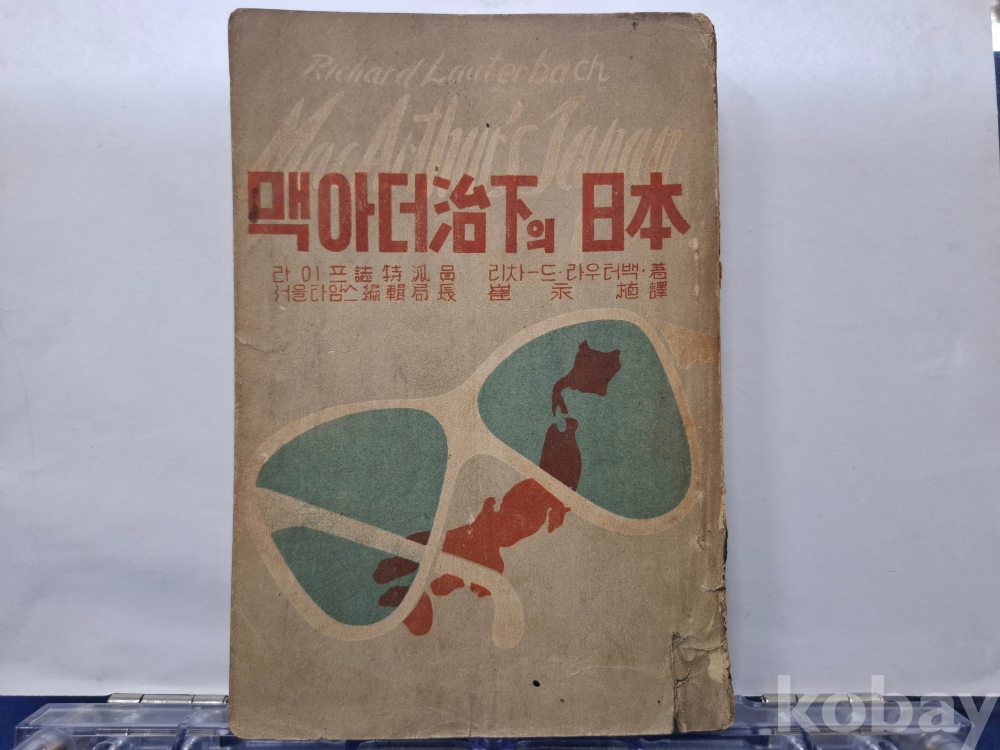 Richard Lauterbach
MacArthur's Japan
맥아더治下의 日本
라이프誌特派員 리차—드·라우터백·著
서울타임스編輯局長 崔永植譯
kobay